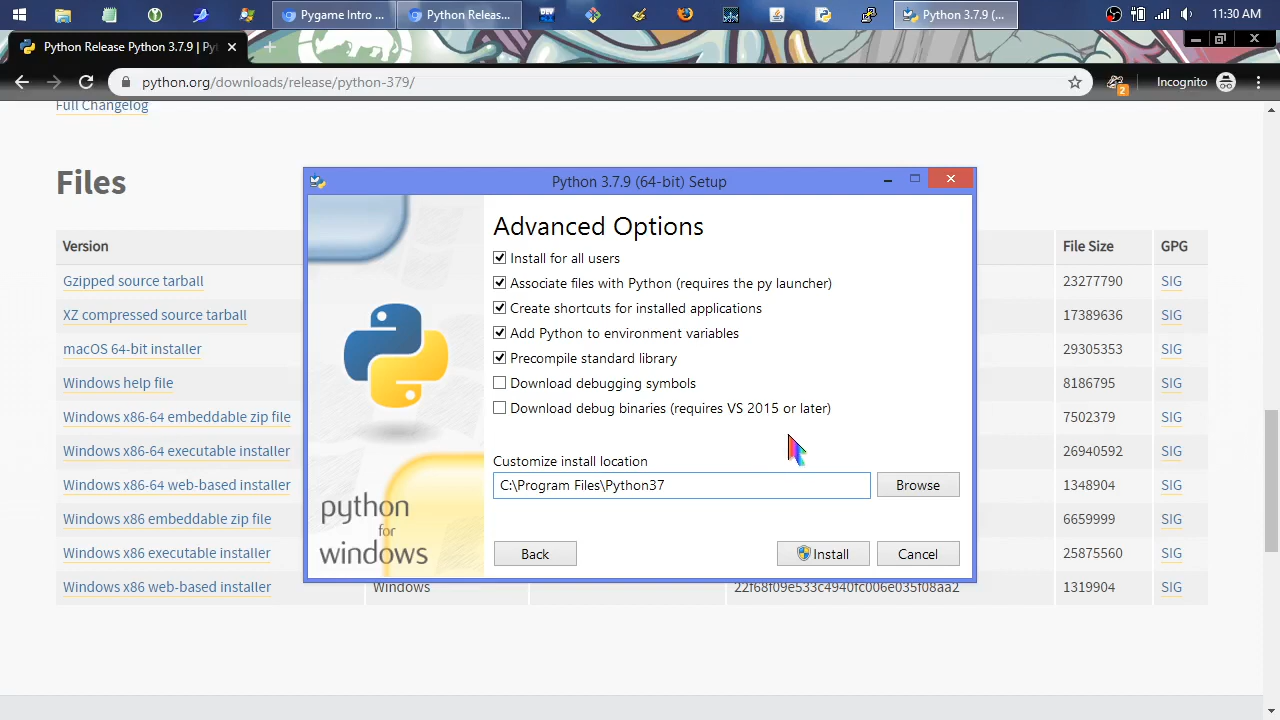 Pygame Intro ...
Python Releas...
Python 3.7.9 (...
11:30 AM
Python Release Python 3.7.9 | Pyt
python.org/downloads/release/python-379/
2
Incognito
Full Changelog
Files
Version
File Size
GPG
Gzipped source tarball
23277790
SIG
XZ compressed source tarball
17389636
SIG
macOS 64-bit installer
29305353
SIG
Windows help file
8186795
SIG
Windows x86-64 embeddable zip file
7502379
SIG
Windows x86-64 executable installer
26940592
SIG
Windows x86-64 web-based installer
1348904
SIG
Windows x86 embeddable zip file
6659999
SIG
Windows x86 executable installer
25875560
SIG
Windows x86 web-based installer
Windows
22f68f09e533c4940fc006e035f08aa2
1319904
SIG
Python 3.7.9 (64-bit) Setup
Advanced Options
Install for all users
Associate files with Python (requires the py launcher)
Create shortcuts for installed applications
Add Python to environment variables
Precompile standard library
Download debugging symbols
Download debug binaries (requires VS 2015 or later)
Customize install location
C:\Program Files\Python37
Browse
python
for
windows
Back
Install
Cancel